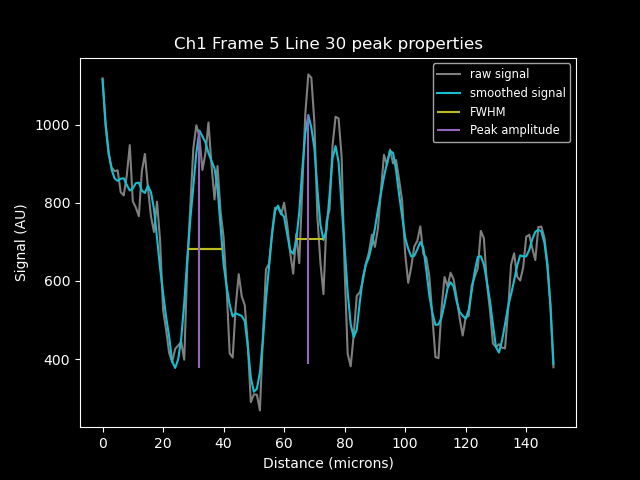 Ch1 Frame 5 Line 30 peak properties
raw signal
smoothed signal
FWHM
Peak amplitude
1000
800
600
400
Signal (AU)
0 20 40 60 80 100 120 140
Distance (microns)